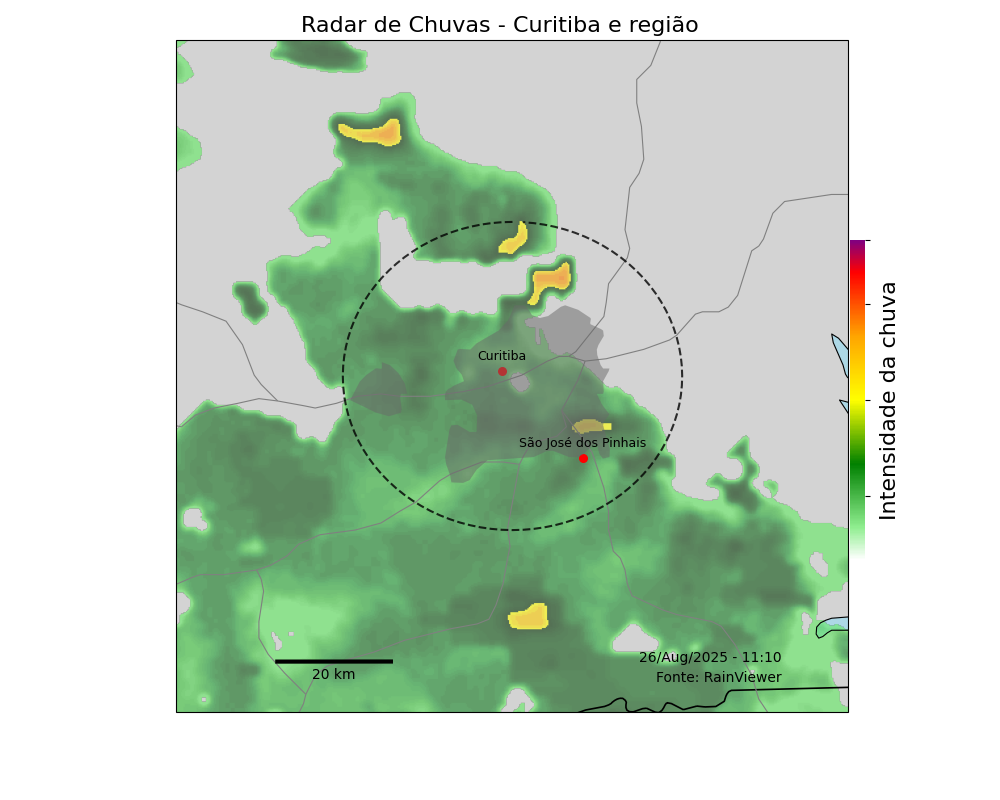 Radar de Chuvas - Curitiba e região
Curitiba
São José dos Pinhais
Intensidade da chuva
20 km
26/Aug/2025 - 11:10
Fonte: RainViewer